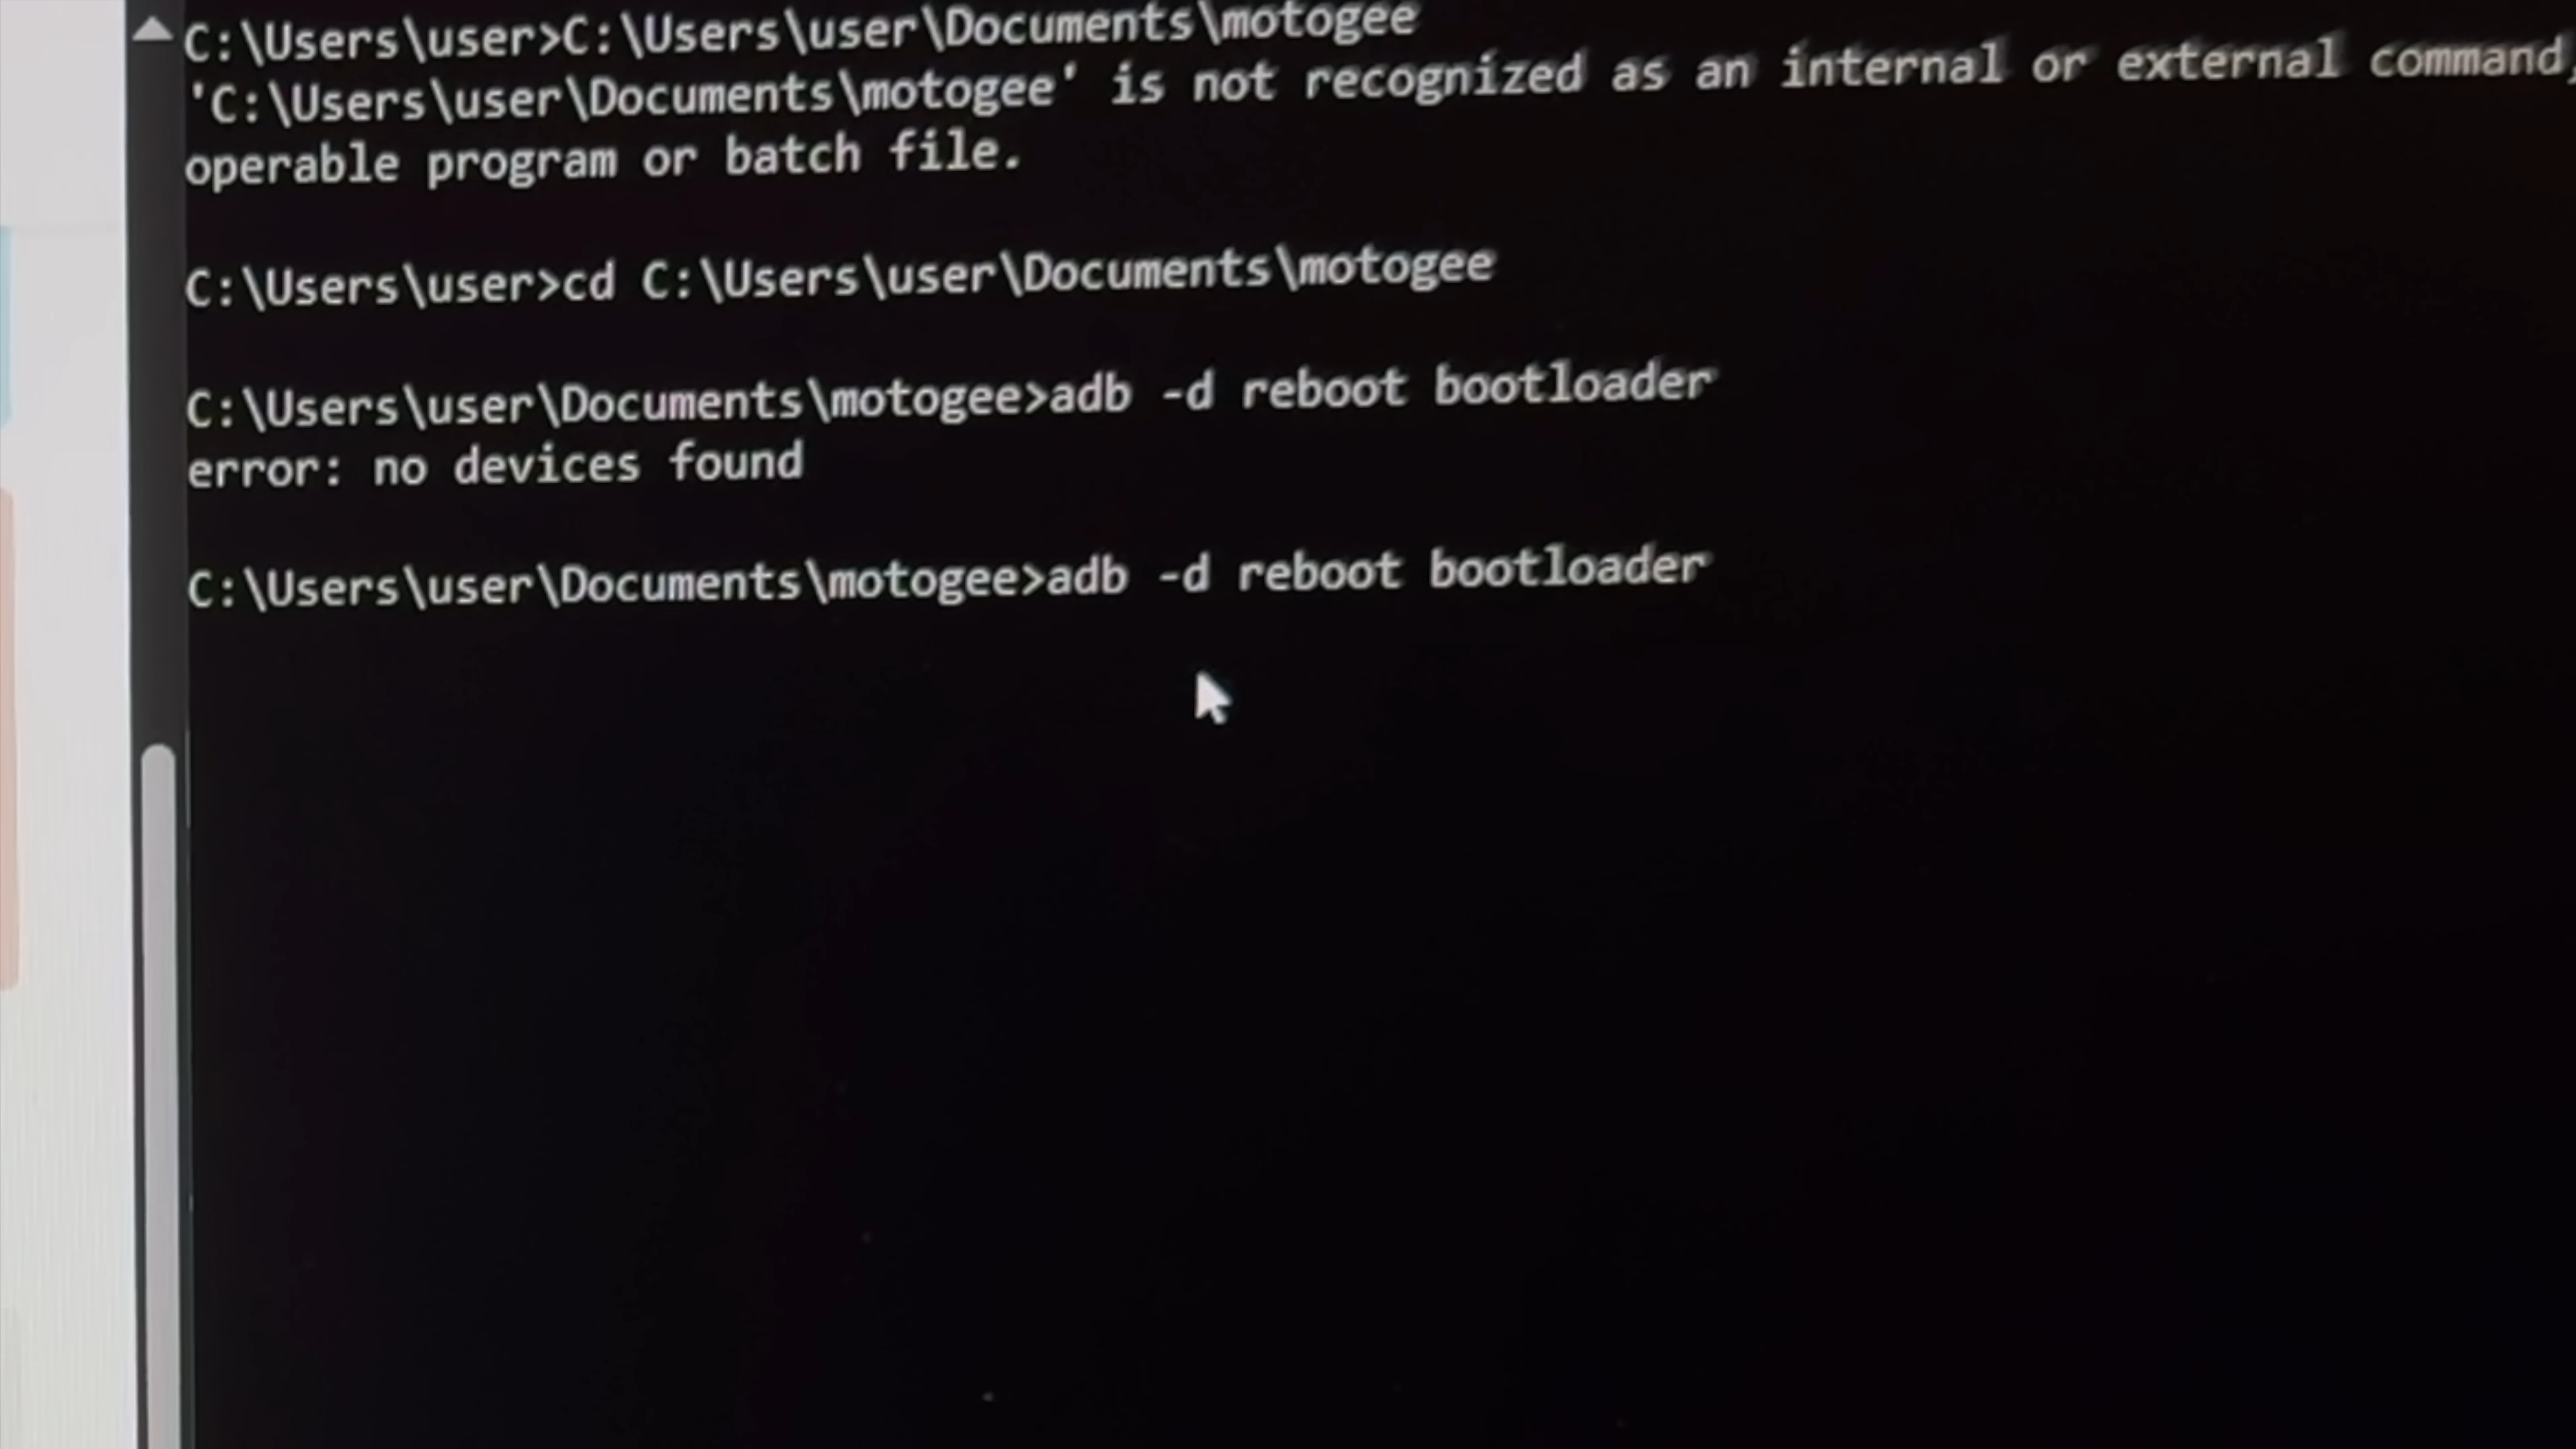 C:\Users\user>C:\Users\user\Documents\motogee
'C:\Users\user\Documents\motogee' is not recognized as an internal or external command,
operable program or batch file.
C:\Users\user>cd C:\Users\user\Documents\motogee
C:\Users\user\Documents\motogee>adb -d reboot bootloader
error: no devices found
C:\Users\user\Documents\motogee>adb -d reboot bootloader